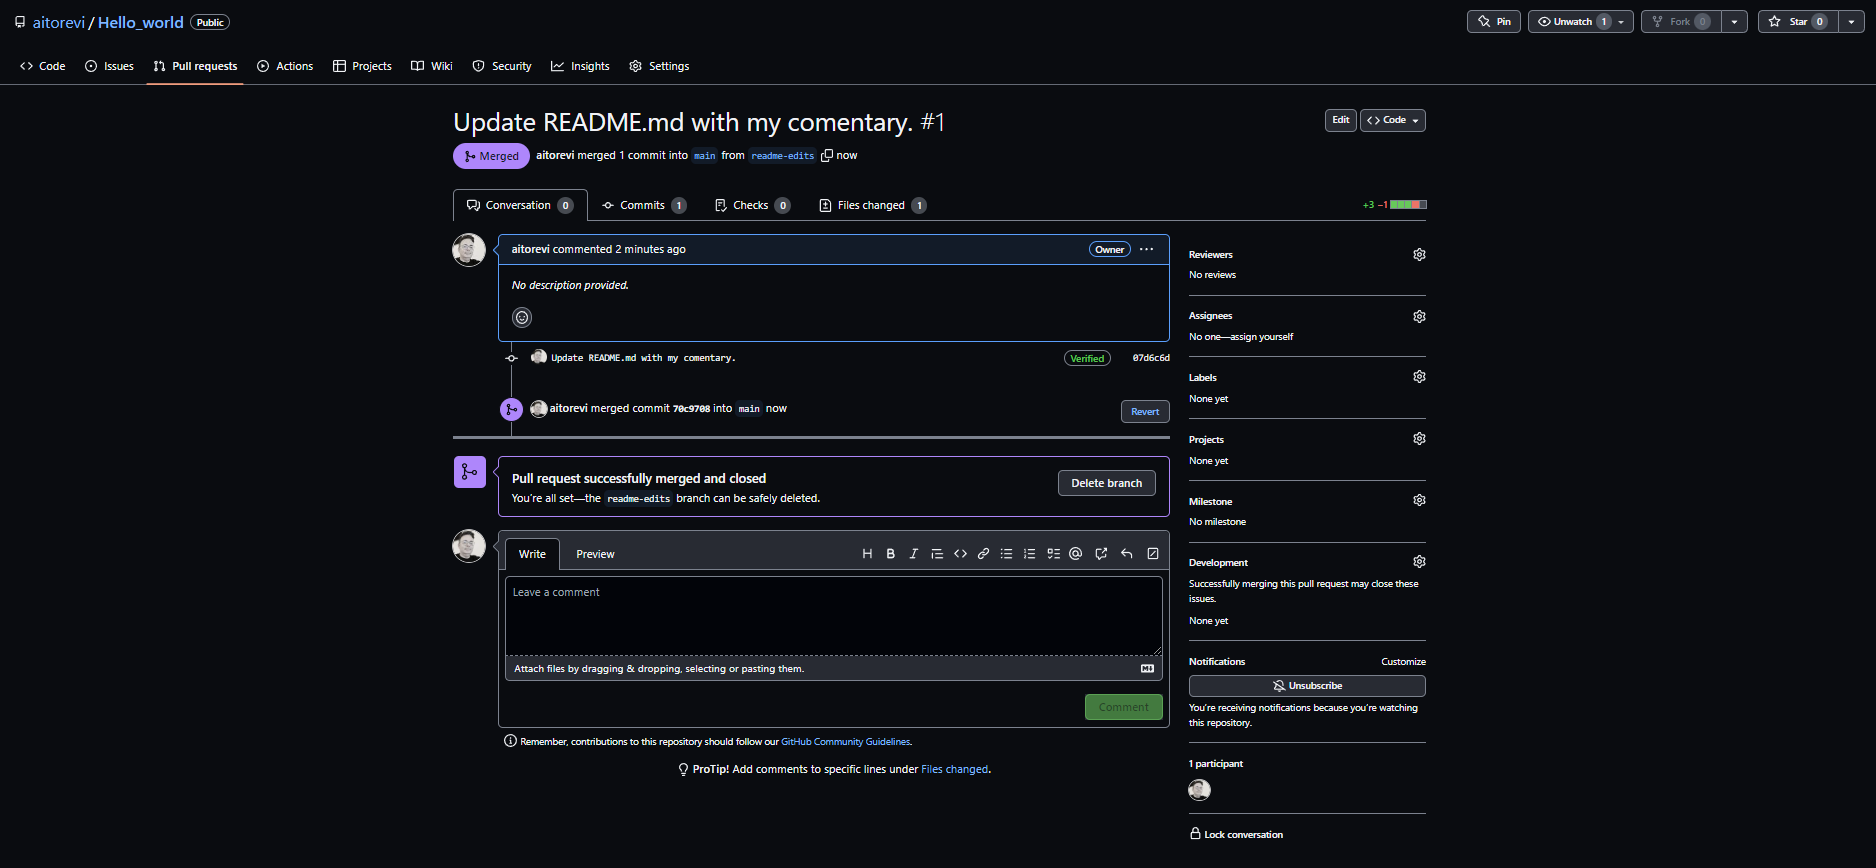 aitorevi / Hello_world Public
Pin
Unwatch 1
Fork 0
Star 0
Code
Issues
Pull requests
Actions
Projects
Wiki
Security
Insights
Settings
Update README.md with my comentary. #1
Edit
Code
Merged
aitorevi merged 1 commit into main from readme-edits now
Conversation 0
Commits 1
Checks 0
Files changed 1
+3 −1
aitorevi commented 2 minutes ago
Owner
No description provided.
Update README.md with my comentary.
Verified
07d6c6d
aitorevi merged commit 70c9708 into main now
Revert
Pull request successfully merged and closed
You're all set—the readme-edits branch can be safely deleted.
Delete branch
Write
Preview
H B I
Leave a comment
Attach files by dragging & dropping, selecting or pasting them.
Comment
Remember, contributions to this repository should follow our GitHub Community Guidelines.
ProTip! Add comments to specific lines under Files changed.
Reviewers
No reviews
Assignees
No one—assign yourself
Labels
None yet
Projects
None yet
Milestone
No milestone
Development
Successfully merging this pull request may close these
issues.
None yet
Notifications
Customize
Unsubscribe
You're receiving notifications because you're watching
this repository.
1 participant
Lock conversation